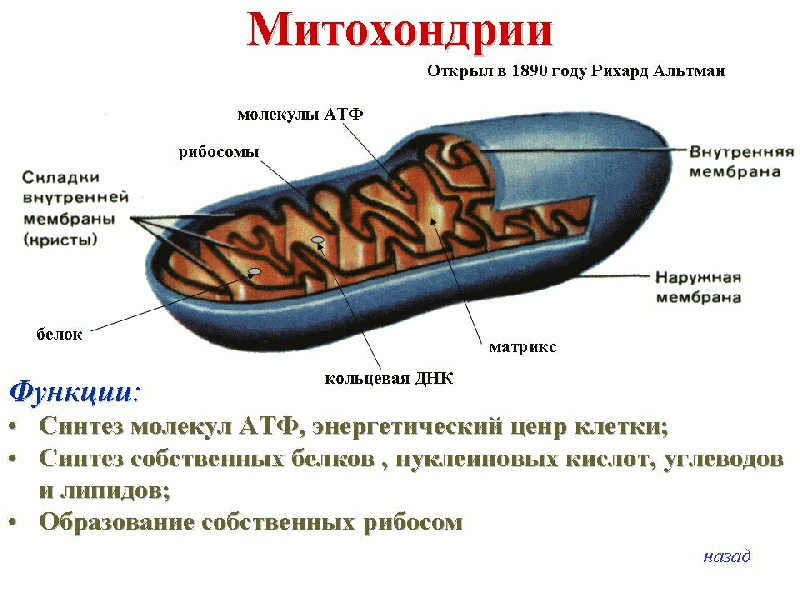 Митохондрии
Открыл в 1890 году Рихард Альтман
молекулы АТФ
рибосомы
Складки
внутренней
мембраны
(кристы)
Внутренняя
мембрана
Наружная
мембрана
белок
матрикс
кольцевая ДНК
Функции:
• Синтез молекул АТФ, энергетический ценр клетки;
• Синтез собственных белков , нуклеиновых кислот, углеводов
и липидов;
• Образование собственных рибосом
назад